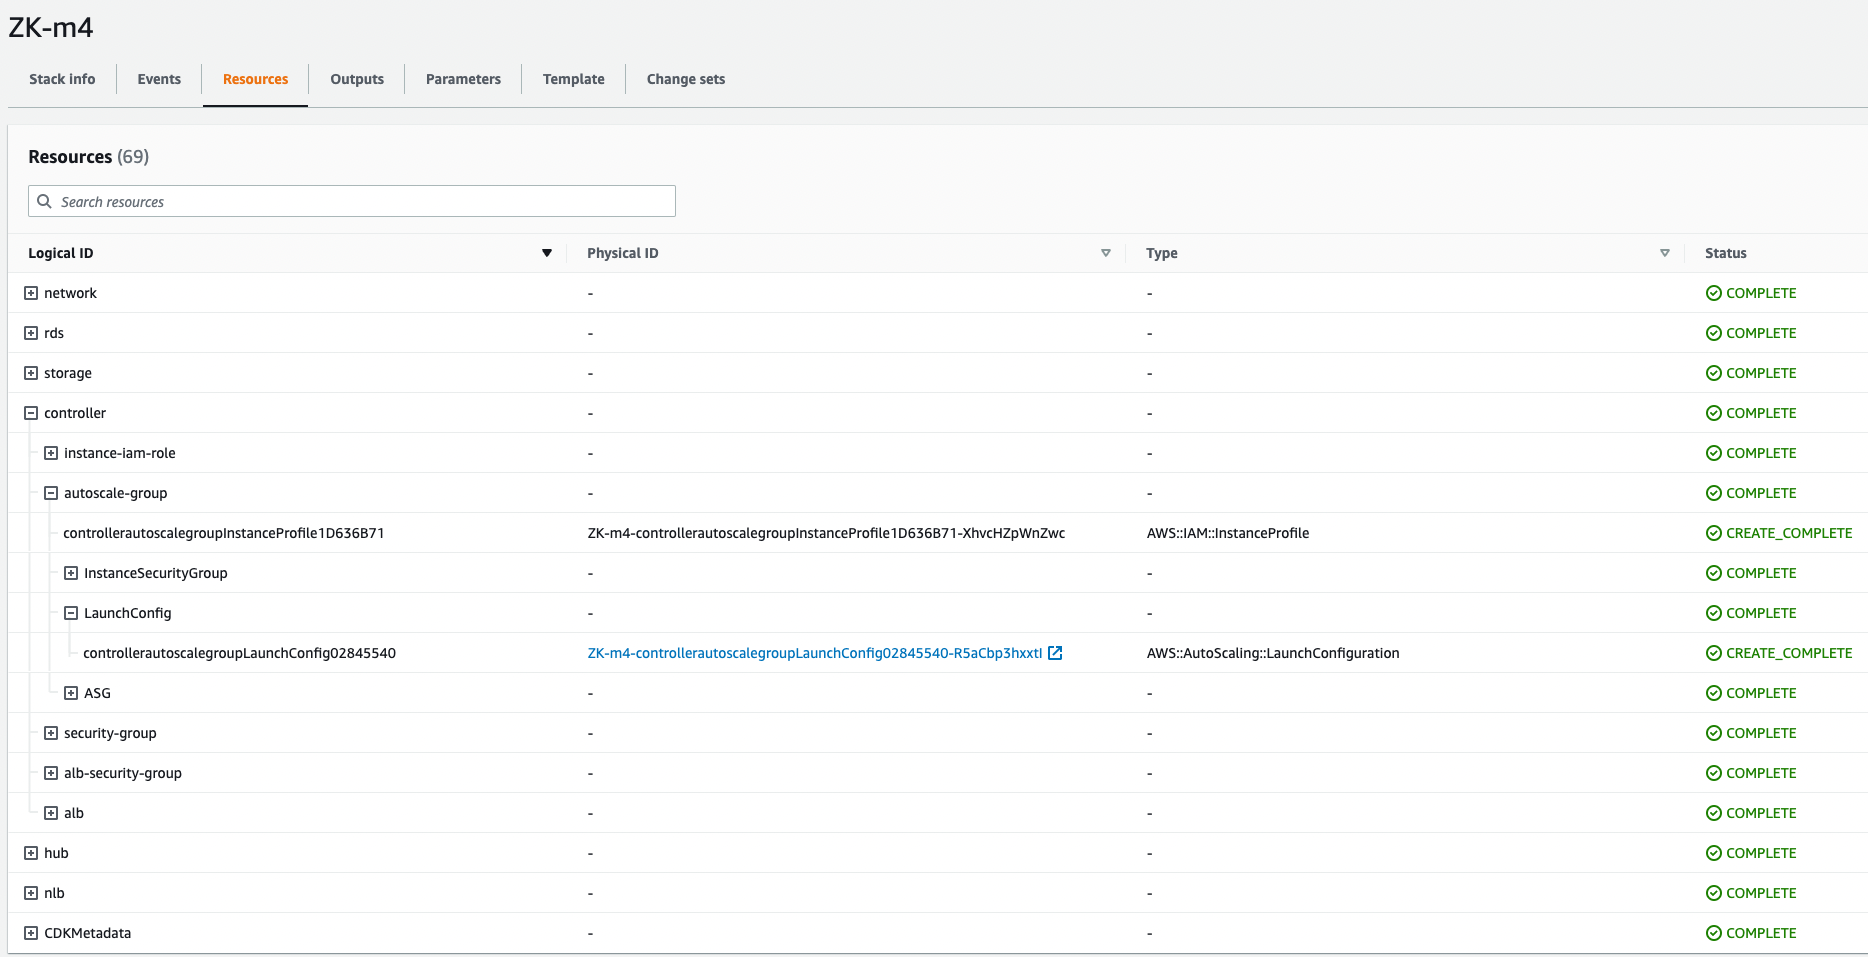 ZK-m4
Stack info Events Resources Outputs Parameters Template Change sets
Resources (69)
Search resources
Logical ID Physical ID Type Status
network - - COMPLETE
rds - - COMPLETE
storage - - COMPLETE
controller - - COMPLETE
instance-iam-role - - COMPLETE
autoscale-group - - COMPLETE
controllerautoscalegroupInstanceProfile1D636B71 ZK-m4-controllerautoscalegroupInstanceProfile1D636B71-XhvcHZpWnZwc AWS::IAM::InstanceProfile CREATE_COMPLETE
InstanceSecurityGroup - - COMPLETE
LaunchConfig - - COMPLETE
controllerautoscalegroupLaunchConfig02845540 ZK-m4-controllerautoscalegroupLaunchConfig02845540-R5aCbp3hxxtI AWS::AutoScaling::LaunchConfiguration CREATE_COMPLETE
ASG - - COMPLETE
security-group - - COMPLETE
alb-security-group - - COMPLETE
alb - - COMPLETE
hub - - COMPLETE
nlb - - COMPLETE
CDKMetadata - - COMPLETE